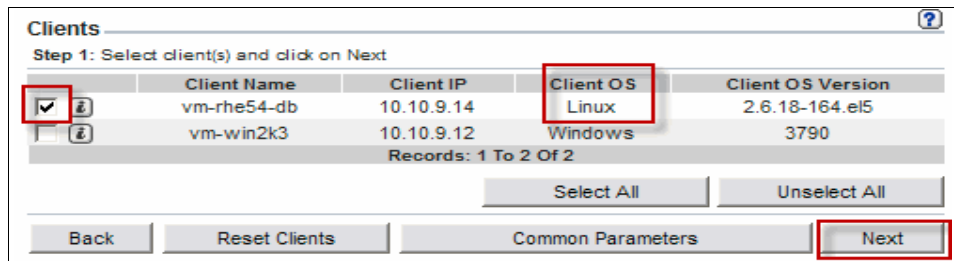 Clients
?
Step 1: Select client(s) and click on Next
Client Name Client IP Client OS Client OS Version
i vm-rhe54-db 10.10.9.14 Linux 2.6.18-164.el5
i vm-win2k3 10.10.9.12 Windows 3790
Records: 1 To 2 Of 2
Select All Unselect All
Back Reset Clients Common Parameters Next